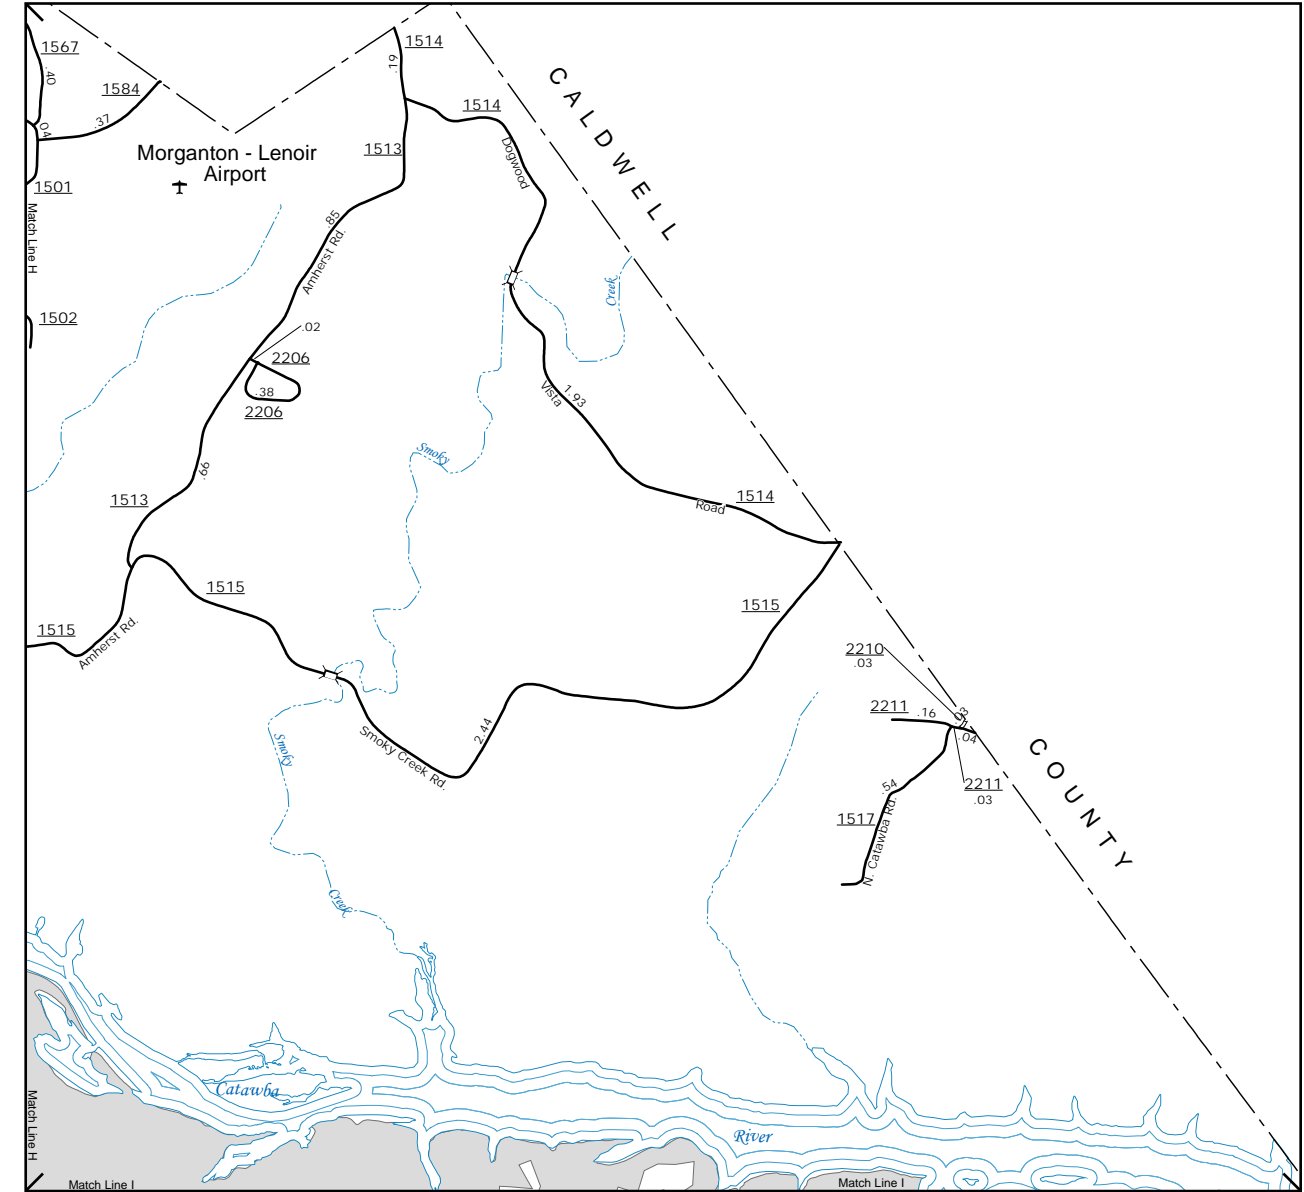 1567
.40
1584
.37
.04
1501
Match Line H
1502
Morganton - Lenoir
Airport
1514
.19
1514
1513
Dogwood
CALDWELL
.85
Amherst Rd.
Creek
.02
2206
.38
2206
Vista
1.93
Smoky
.66
1513
Road
1514
1515
1515
1515
Amherst Rd.
2210
.03
2211
.16
.03
.04
2211
.03
COUNTY
Smoky
Smoky Creek Rd.
2.44
.54
1517
N. Catawba Rd.
Creek
Catawba
River
Match Line H
Match Line I
Match Line I